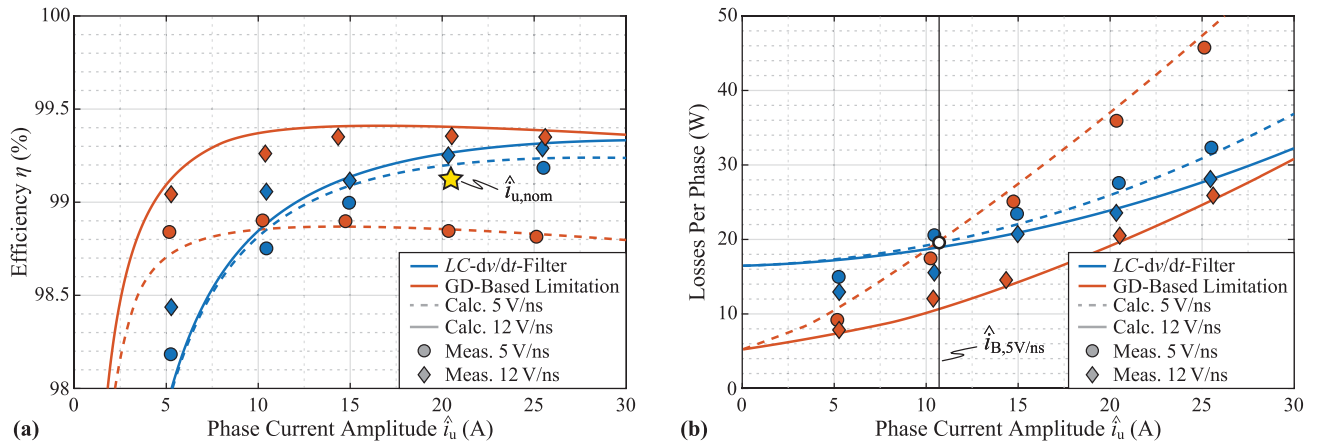 100
99.5
99
98.5
98
Efficiency η (%)
0 5 10 15 20 25 30
Phase Current Amplitude î_u (A)
(a)
î_u,nom
LC-dv/dt-Filter
GD-Based Limitation
Calc. 5 V/ns
Calc. 12 V/ns
Meas. 5 V/ns
Meas. 12 V/ns
50
40
30
20
10
0
Losses Per Phase (W)
0 5 10 15 20 25 30
Phase Current Amplitude î_u (A)
(b)
î_B,5V/ns
LC-dv/dt-Filter
GD-Based Limitation
Calc. 5 V/ns
Calc. 12 V/ns
Meas. 5 V/ns
Meas. 12 V/ns